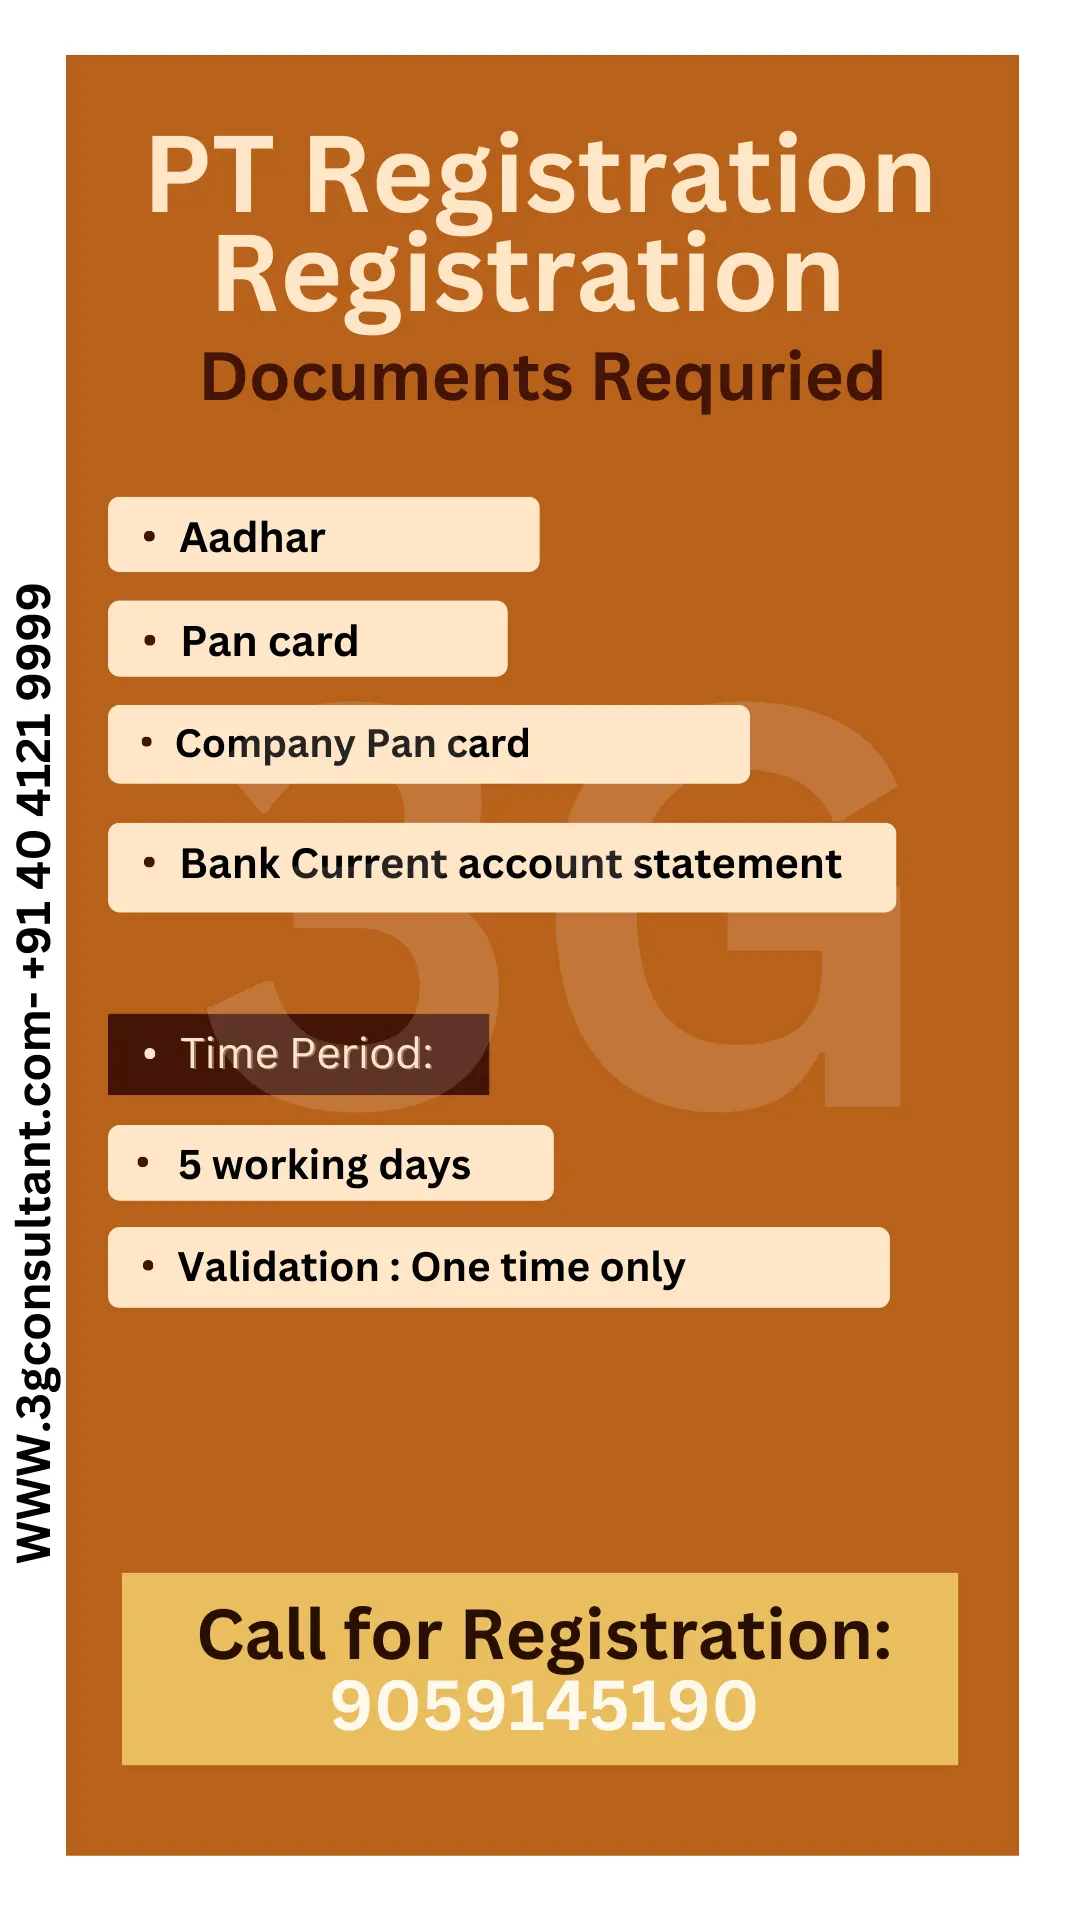 PT Registration
Registration
Documents Requried
• Aadhar
• Pan card
• Company Pan card
• Bank Current account statement
3G
• Time Period:
• 5 working days
• Validation : One time only
Call for Registration:
9059145190
www.3gconsultant.com- +91 40 4121 9999